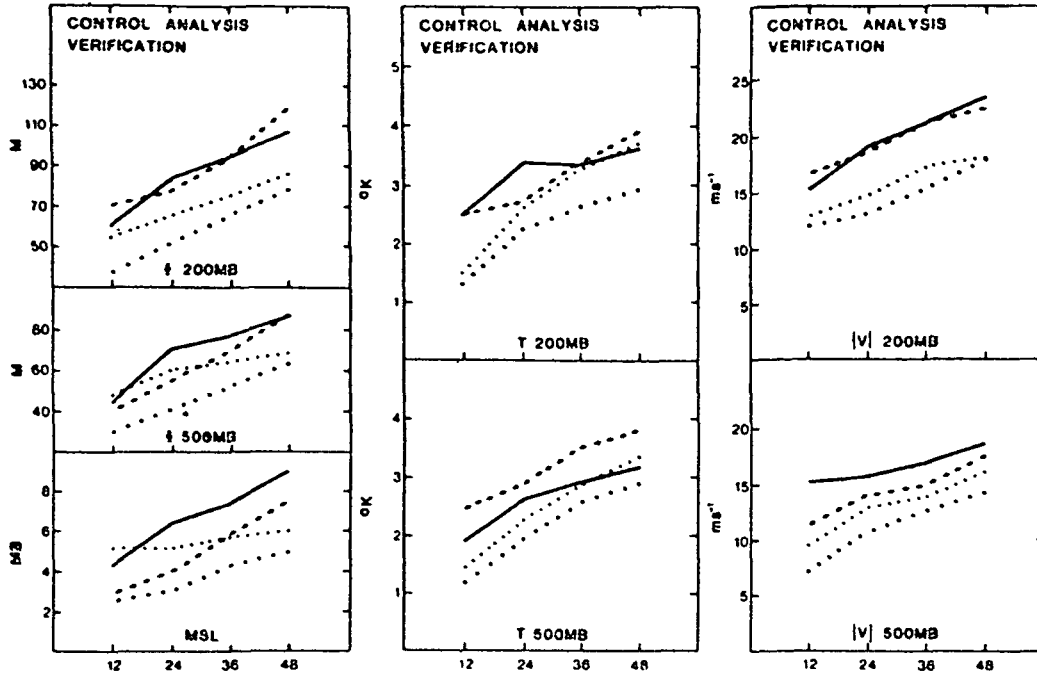 CONTROL ANALYSIS
VERIFICATION
130
110
90
70
50
M
ϕ 200MB
80
60
40
M
ϕ 500MB
8
6
4
2
MB
MSL
12 24 36 48
CONTROL ANALYSIS
VERIFICATION
5
4
3
2
1
°K
T 200MB
4
3
2
1
°K
T 500MB
12 24 36 48
CONTROL ANALYSIS
VERIFICATION
25
20
15
10
5
ms⁻¹
|V| 200MB
20
15
10
5
ms⁻¹
|V| 500MB
12 24 36 48